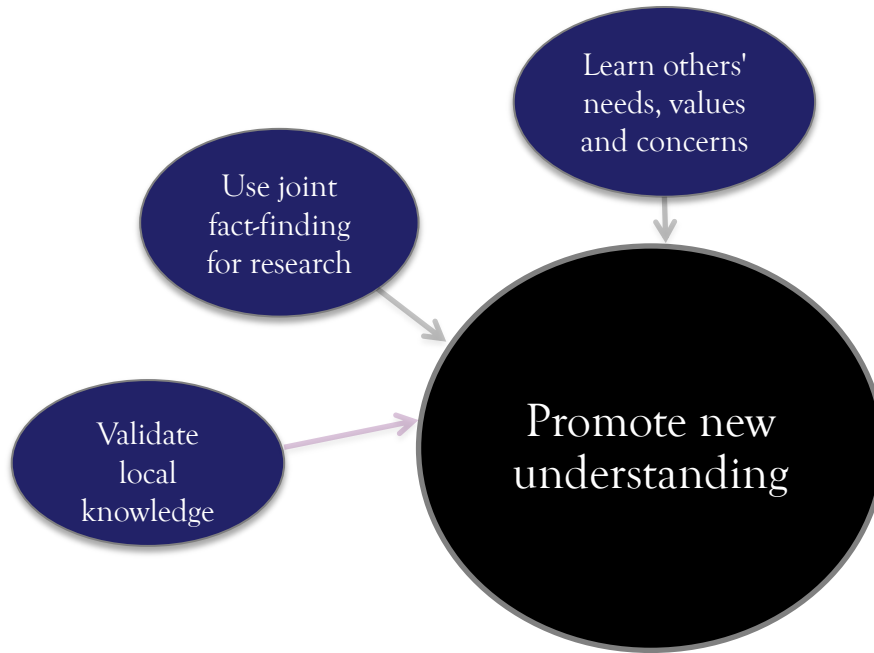 Learn others'
needs, values
and concerns
Use joint
fact-finding
for research
Validate
local
knowledge
Promote new
understanding